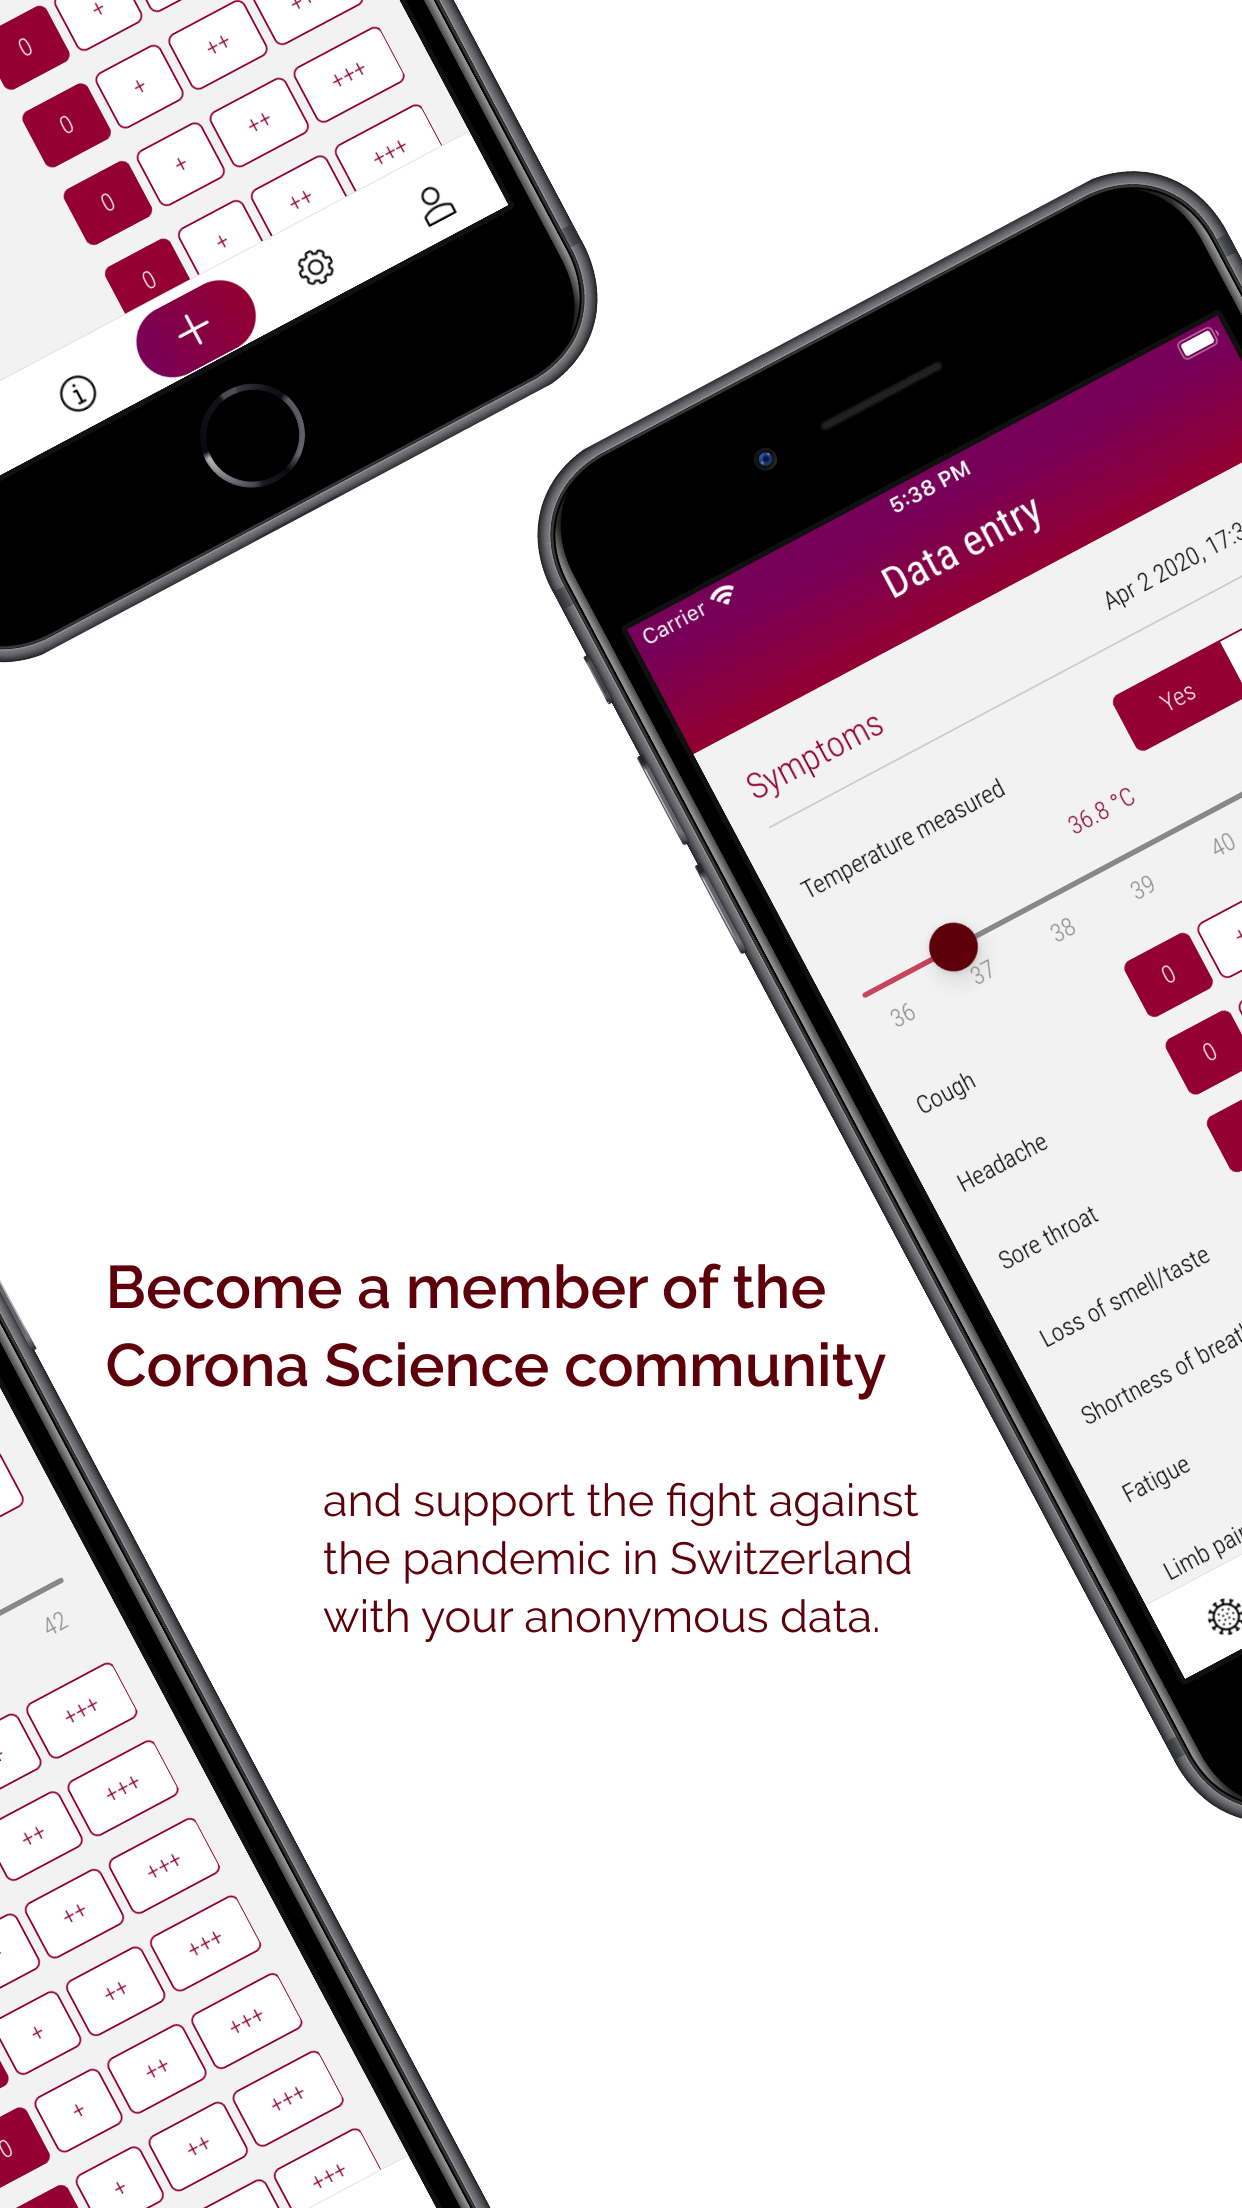 0
+
0
+
++
+++
0
+
++
+++
0
+
++
Carrier
5:38 PM
Data entry
Apr 2 2020, 17:3
Symptoms
Temperature measured
Yes
36.8 °C
36
37
38
39
40
Cough
0
Headache
0
Sore throat
Loss of smell/taste
Shortness of breat
Fatigue
Limb pai
Become a member of the
Corona Science community
and support the fight against
the pandemic in Switzerland
with your anonymous data.
42
+++
++
+++
++
+++
+
++
+++
0
+
++
+++
+
++
+++
+++